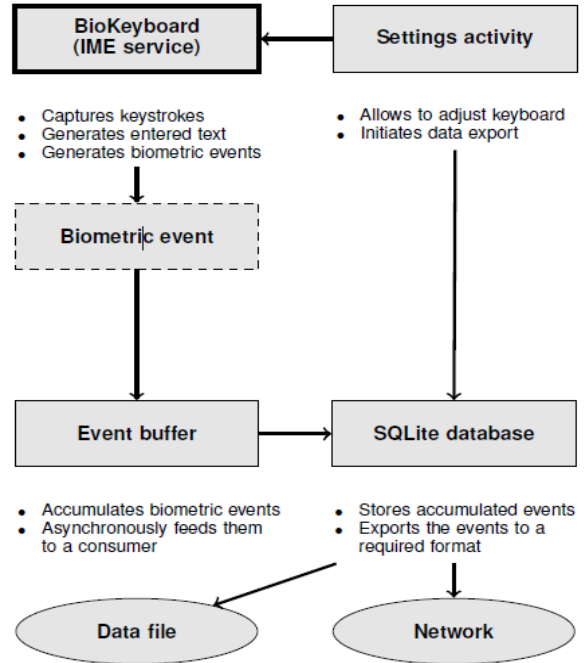 BioKeyboard
(IME service)
Settings activity
• Captures keystrokes
• Generates entered text
• Generates biometric events
• Allows to adjust keyboard
• Initiates data export
Biometric event
Event buffer
SQLite database
• Accumulates biometric events
• Asynchronously feeds them
to a consumer
• Stores accumulated events
• Exports the events to a
required format
Data file
Network